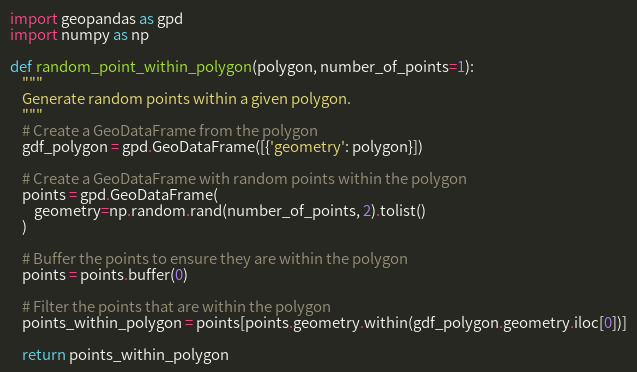 import geopandas as gpd
import numpy as np

def random_point_within_polygon(polygon, number_of_points=1):
    """
    Generate random points within a given polygon.
    """
    # Create a GeoDataFrame from the polygon
    gdf_polygon = gpd.GeoDataFrame([{'geometry': polygon}])

    # Create a GeoDataFrame with random points within the polygon
    points = gpd.GeoDataFrame(
        geometry=np.random.rand(number_of_points, 2).tolist()
    )

    # Buffer the points to ensure they are within the polygon
    points = points.buffer(0)

    # Filter the points that are within the polygon
    points_within_polygon = points[points.geometry.within(gdf_polygon.geometry.iloc[0])]

    return points_within_polygon